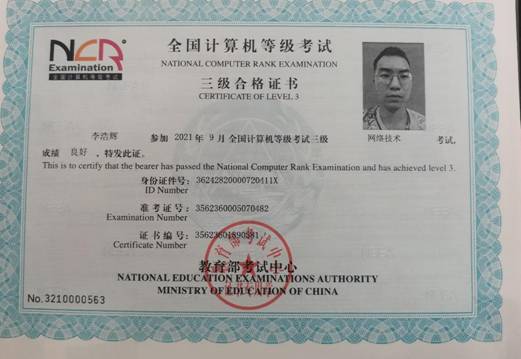 NCR
Examination
全国计算机等级考试
全国计算机等级考试
NATIONAL COMPUTER RANK EXAMINATION
三级合格证书
CERTIFICATE OF LEVEL 3
李浩辉 参加 2021 年 9 月全国计算机等级考试三级 网络技术 考试,
成绩 良好 ,特发此证。
This is to certify that the bearer has passed the National Computer Rank Examination and has achieved level 3.
身份证件号: 36242820000720411X
ID Number
准考证号: 3562360005070482
Examination Number
证书编号: 35623601890581
Certificate Number
教育部考试中心
NATIONAL EDUCATION EXAMINATIONS AUTHORITY
MINISTRY OF EDUCATION OF CHINA
No.3210000563